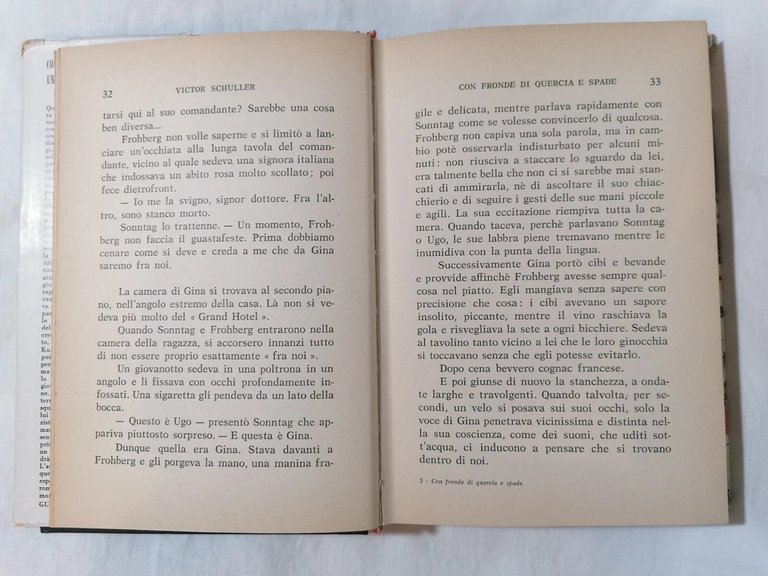 32
VICTOR SCHULLER
tarsi qui al suo comandante? Sarebbe una cosa
ben diversa...
Frohberg non volle saperne e si limitò a lan-
ciare un'occhiata alla lunga tavola del coman-
dante, vicino al quale sedeva una signora italiana
che indossava un abito rosa molto scollato; poi
fece dietrofront.
— Io me la svigno, signor dottore. Fra l'al-
tro, sono stanco morto.
Sonntag lo trattenne. — Un momento, Froh-
berg non faccia il guastafeste. Prima dobbiamo
cenare come si deve e creda a me che da Gina
saremo fra noi.
La camera di Gina si trovava al secondo pia-
no, nell'angolo estremo della casa. Là non si ve-
deva più molto del « Grand Hotel ».
Quando Sonntag e Frohberg entrarono nella
camera della ragazza, si accorsero innanzi tutto
di non essere proprio esattamente « fra noi ».
Un giovanotto sedeva in una poltrona in un
angolo e li fissava con occhi profondamente in-
fossati. Una sigaretta gli pendeva da un lato della
bocca.
— Questo è Ugo — presentò Sonntag che ap-
pariva piuttosto sorpreso. — E questa è Gina.
Dunque quella era Gina. Stava davanti a
Frohberg e gli porgeva la mano, una manina fra-
CON FRONDE DI QUERCIA E SPADE
33
gile e delicata, mentre parlava rapidamente con
Sonntag come se volesse convincerlo di qualcosa.
Frohberg non capiva una sola parola, ma in cam-
bio potè osservarla indisturbato per alcuni mi-
nuti: non riusciva a staccare lo sguardo da lei,
era talmente bella che non ci si sarebbe mai stan-
cati di ammirarla, nè di ascoltare il suo chiac-
chierio e di seguire i gesti delle sue mani piccole
e agili. La sua eccitazione riempiva tutta la ca-
mera. Quando taceva, perchè parlavano Sonntag
o Ugo, le sue labbra piene tremavano mentre le
inumidiva con la punta della lingua.
Successivamente Gina portò cibi e bevande
e provvide affinchè Frohberg avesse sempre qual-
cosa nel piatto. Egli mangiava senza sapere con
precisione che cosa: i cibi avevano un sapore
insolito, piccante, mentre il vino raschiava la
gola e risvegliava la sete a ogni bicchiere. Sedeva
al tavolino tanto vicino a lei che le loro ginocchia
si toccavano senza che egli potesse evitarlo.
Dopo cena bevvero cognac francese.
E poi giunse di nuovo la stanchezza, a onda-
te larghe e travolgenti. Quando talvolta, per se-
condi, un velo si posava sui suoi occhi, solo la
voce di Gina penetrava vicinissima e distinta nel-
la sua coscienza, come dei suoni, che uditi sot-
t'acqua, ci inducono a pensare che si trovano
dentro di noi.
3 - Con fronde di quercia e spade.